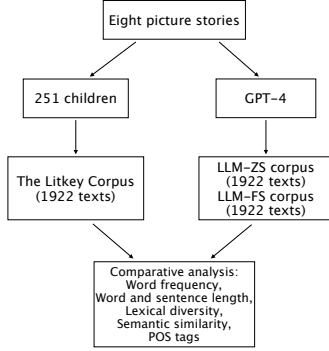 Eight picture stories
251 children
GPT-4
The Litkey Corpus
(1922 texts)
LLM-ZS corpus
(1922 texts)
LLM-FS corpus
(1922 texts)
Comparative analysis:
Word frequency,
Word and sentence length,
Lexical diversity,
Semantic similarity,
POS tags